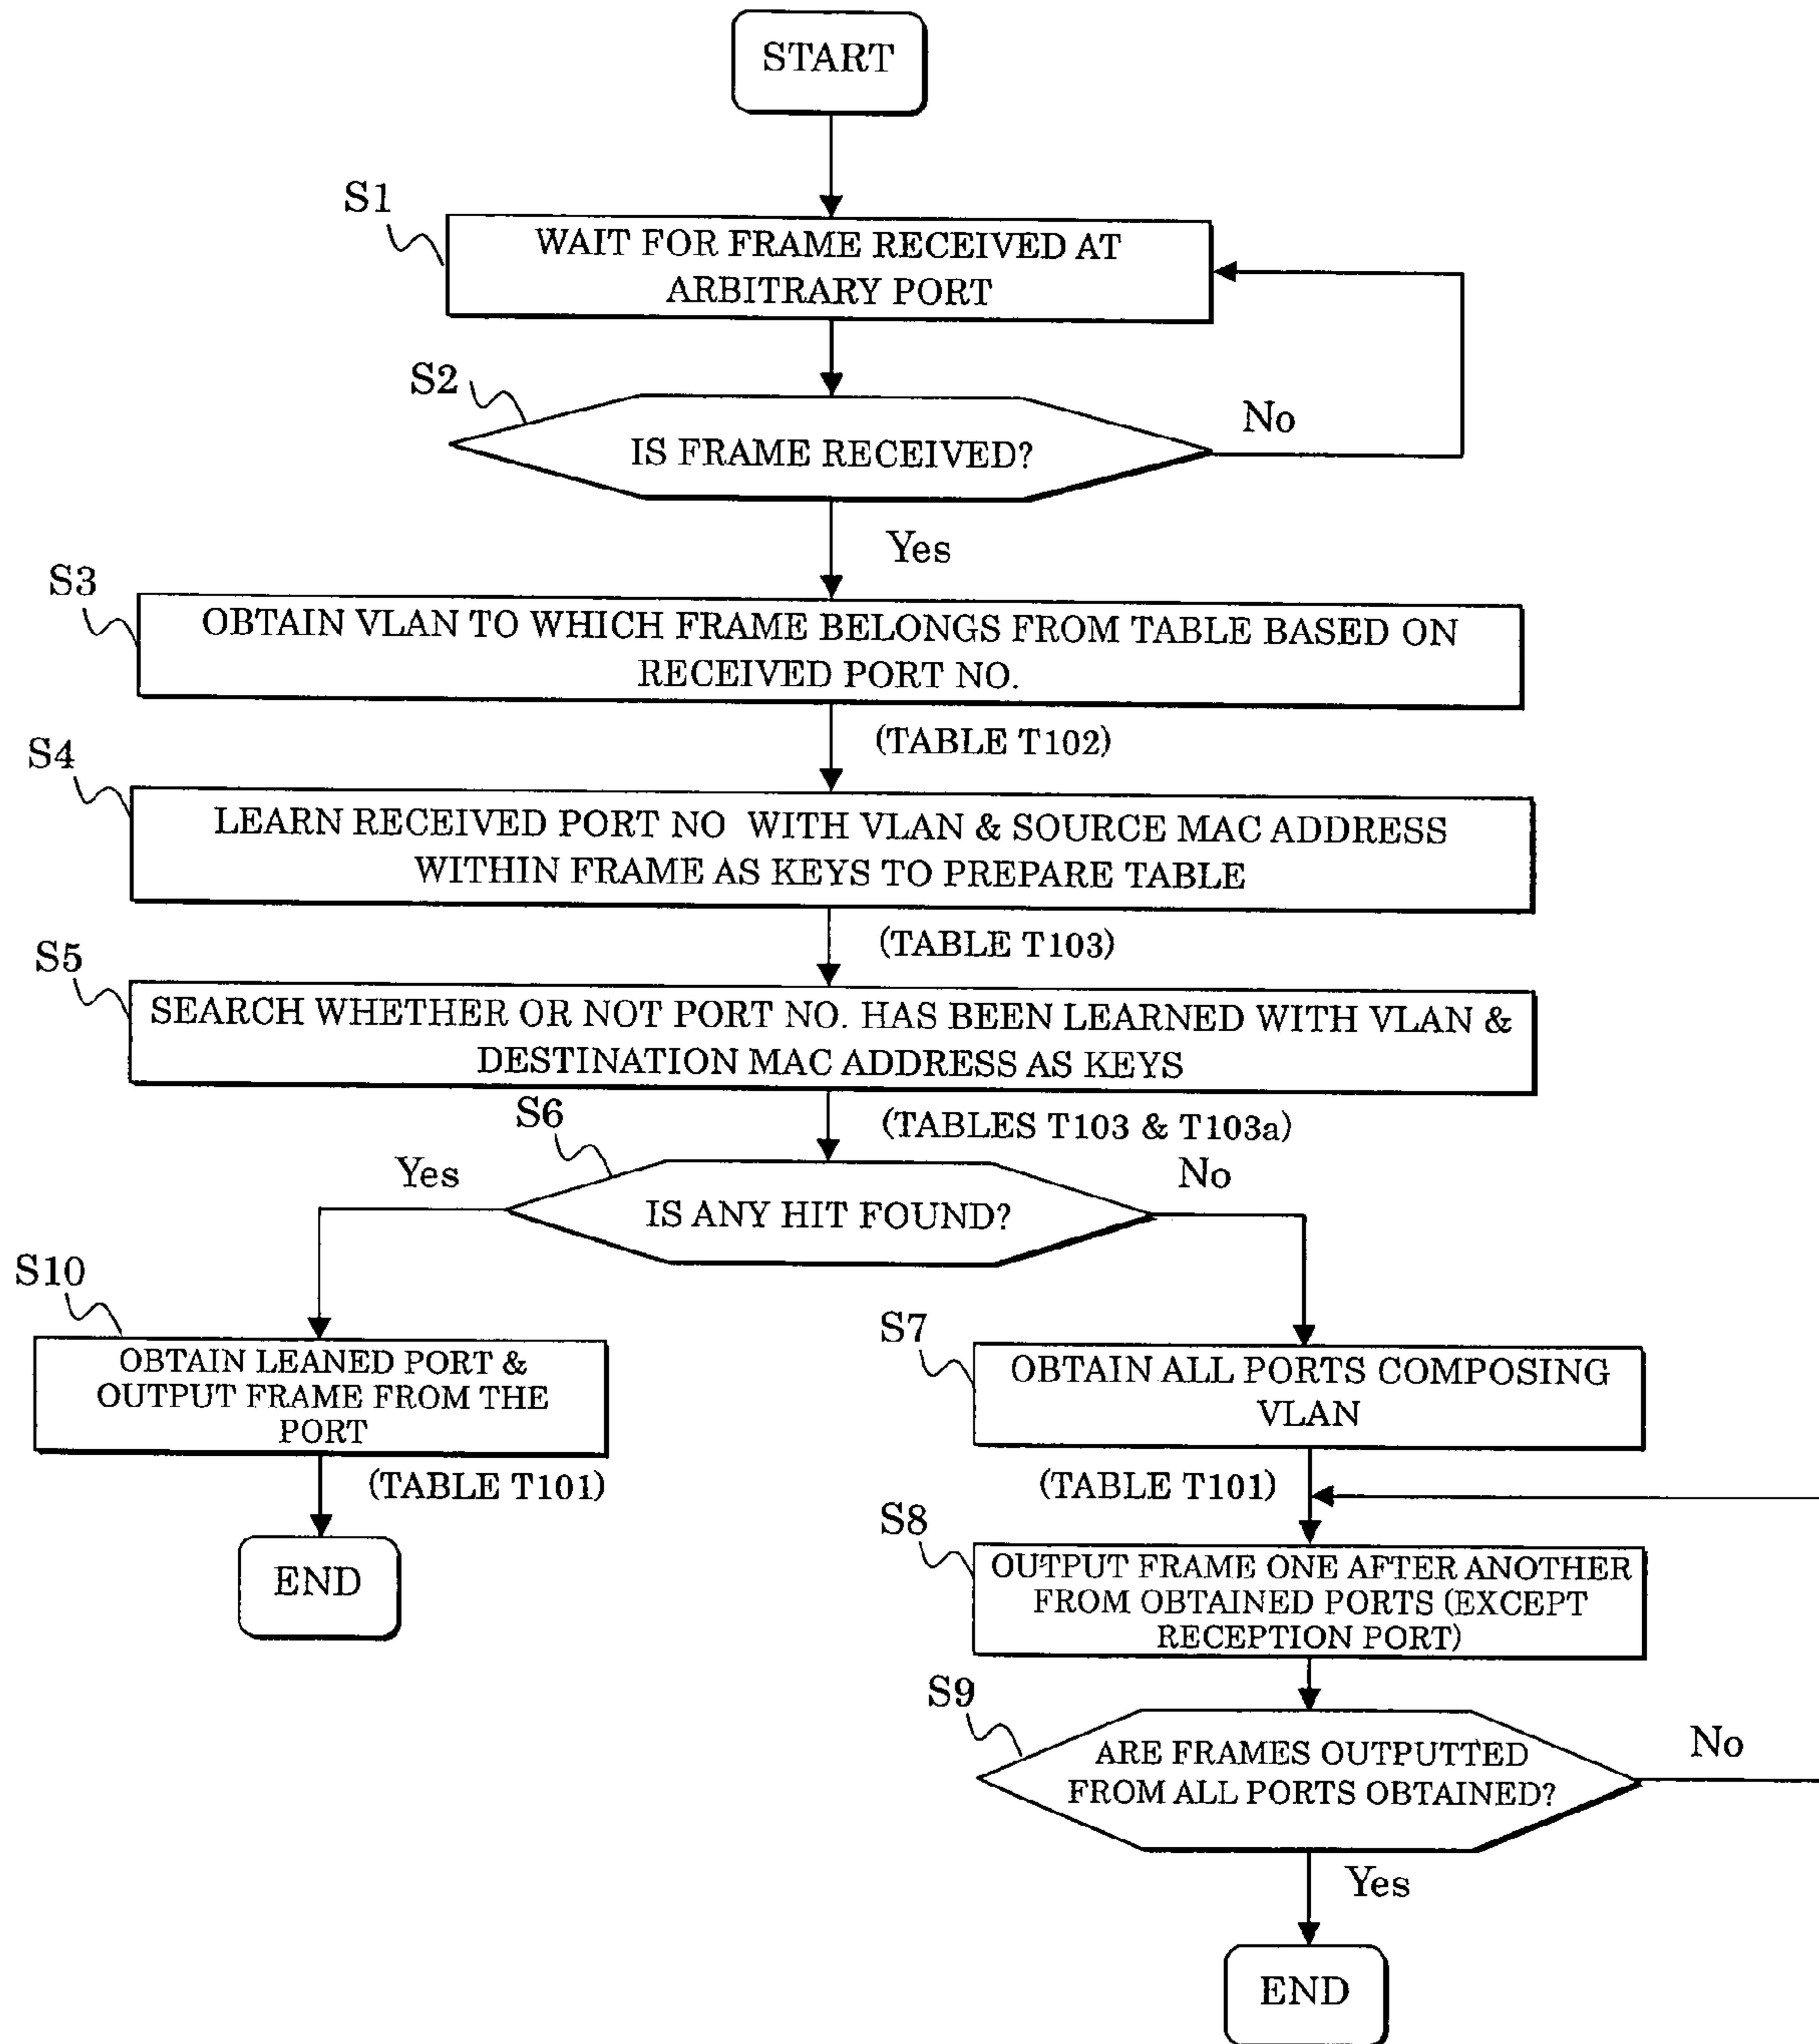 START
S1
WAIT FOR FRAME RECEIVED AT
ARBITRARY PORT
S2
IS FRAME RECEIVED?
No
Yes
S3
OBTAIN VLAN TO WHICH FRAME BELONGS FROM TABLE BASED ON
RECEIVED PORT NO.
(TABLE T102)
S4
LEARN RECEIVED PORT NO WITH VLAN & SOURCE MAC ADDRESS
WITHIN FRAME AS KEYS TO PREPARE TABLE
(TABLE T103)
S5
SEARCH WHETHER OR NOT PORT NO. HAS BEEN LEARNED WITH VLAN &
DESTINATION MAC ADDRESS AS KEYS
(TABLES T103 & T103a)
S6
IS ANY HIT FOUND?
Yes
No
S10
OBTAIN LEANED PORT &
OUTPUT FRAME FROM THE
PORT
(TABLE T101)
END
S7
OBTAIN ALL PORTS COMPOSING
VLAN
(TABLE T101)
S8
OUTPUT FRAME ONE AFTER ANOTHER
FROM OBTAINED PORTS (EXCEPT
RECEPTION PORT)
S9
ARE FRAMES OUTPUTTED
FROM ALL PORTS OBTAINED?
No
Yes
END